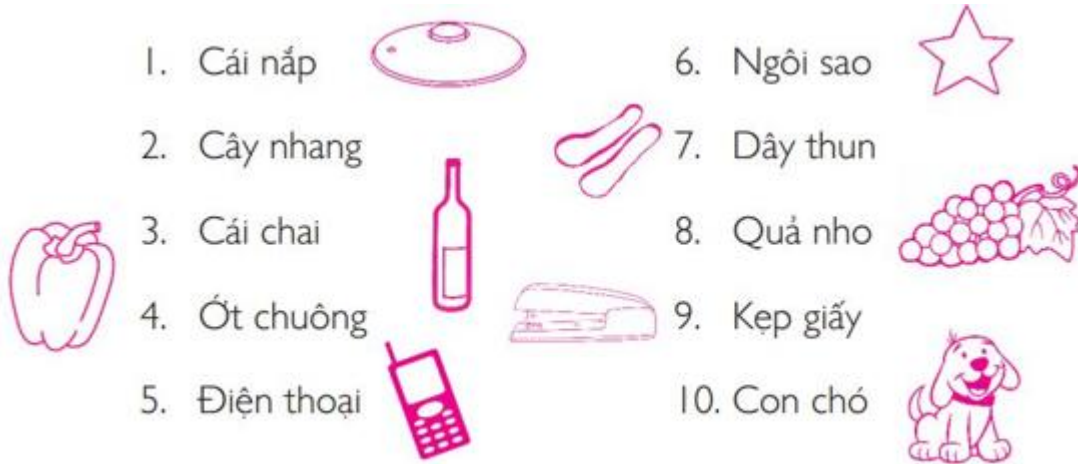 1. Cái nắp
2. Cây nhang
3. Cái chai
4. Ớt chuông
5. Điện thoại
6. Ngôi sao
7. Dây thun
8. Quả nho
9. Kẹp giấy
10. Con chó